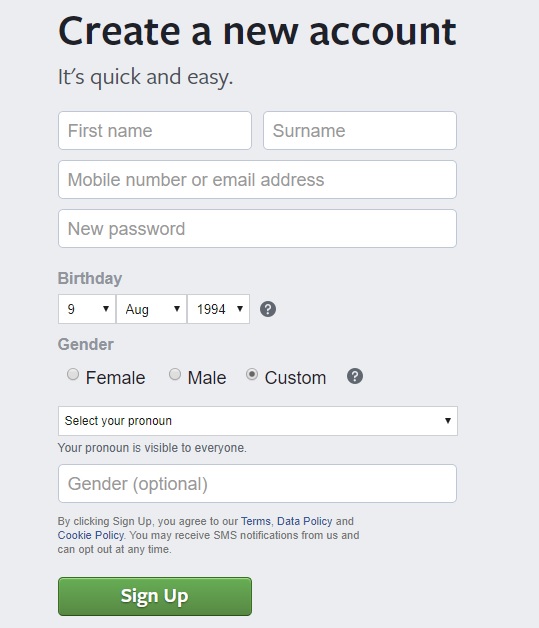 Create a new account
It's quick and easy.
First name Surname
Mobile number or email address
New password
Birthday
9 Aug 1994 ?
Gender
Female Male Custom ?
Select your pronoun
Your pronoun is visible to everyone.
Gender (optional)
By clicking Sign Up, you agree to our Terms, Data Policy and
Cookie Policy. You may receive SMS notifications from us and
can opt out at any time.
Sign Up